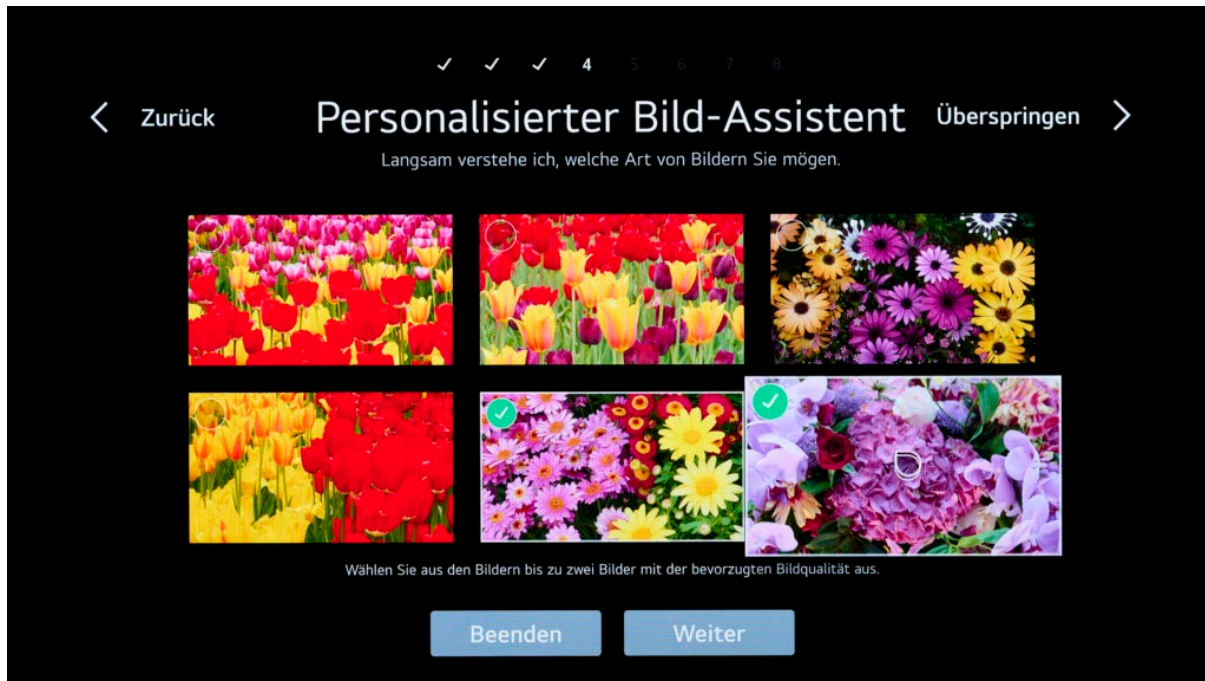 4 5 6 7 8
Zurück
Personalisierter Bild-Assistent
Überspringen
Langsam verstehe ich, welche Art von Bildern Sie mögen.
Wählen Sie aus den Bildern bis zu zwei Bilder mit der bevorzugten Bildqualität aus.
Beenden
Weiter